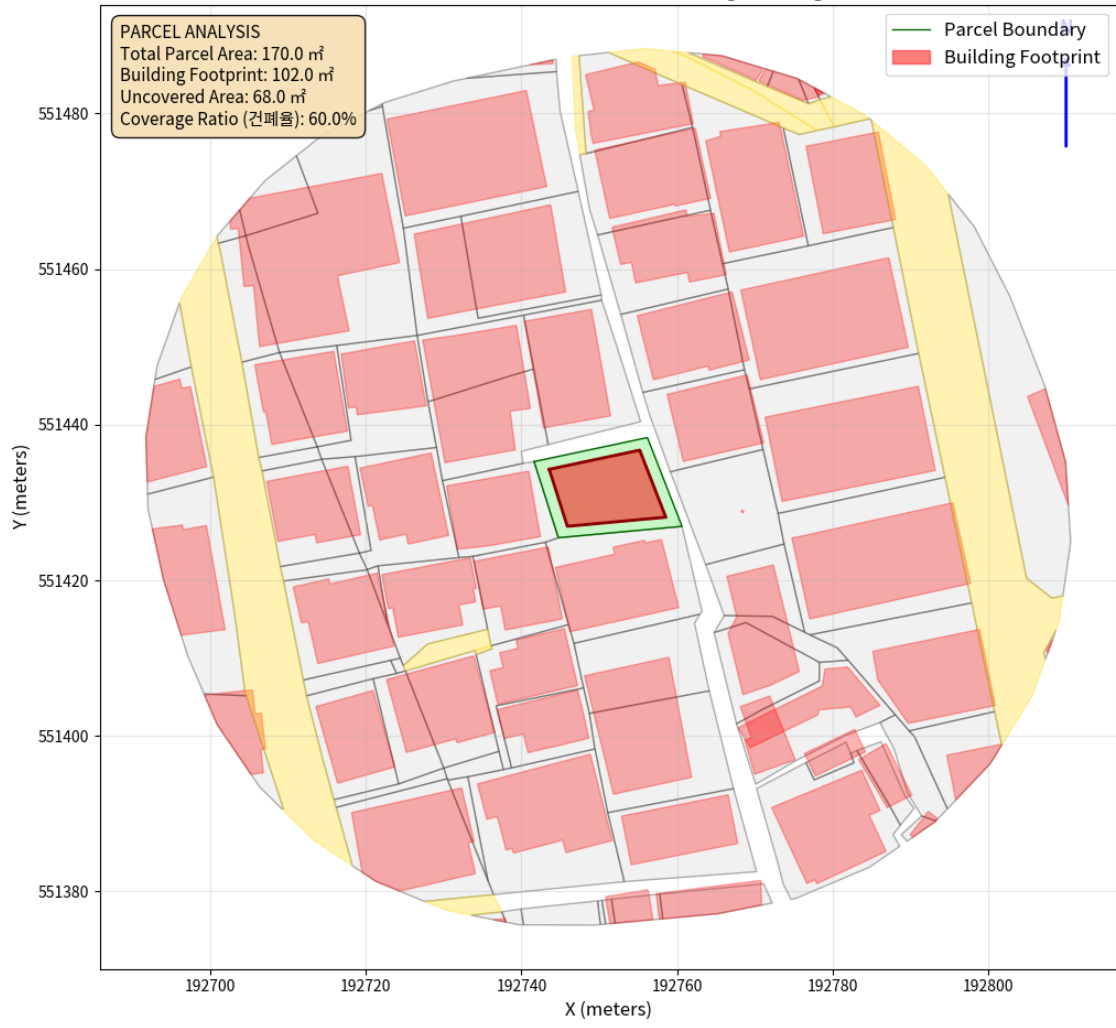 PARCEL ANALYSIS
Total Parcel Area: 170.0 ㎡
Building Footprint: 102.0 ㎡
Uncovered Area: 68.0 ㎡
Coverage Ratio (건폐율): 60.0%
Parcel Boundary
Building Footprint
N
551480
551460
551440
551420
551400
551380
Y (meters)
192700
192720
192740
192760
192780
192800
X (meters)